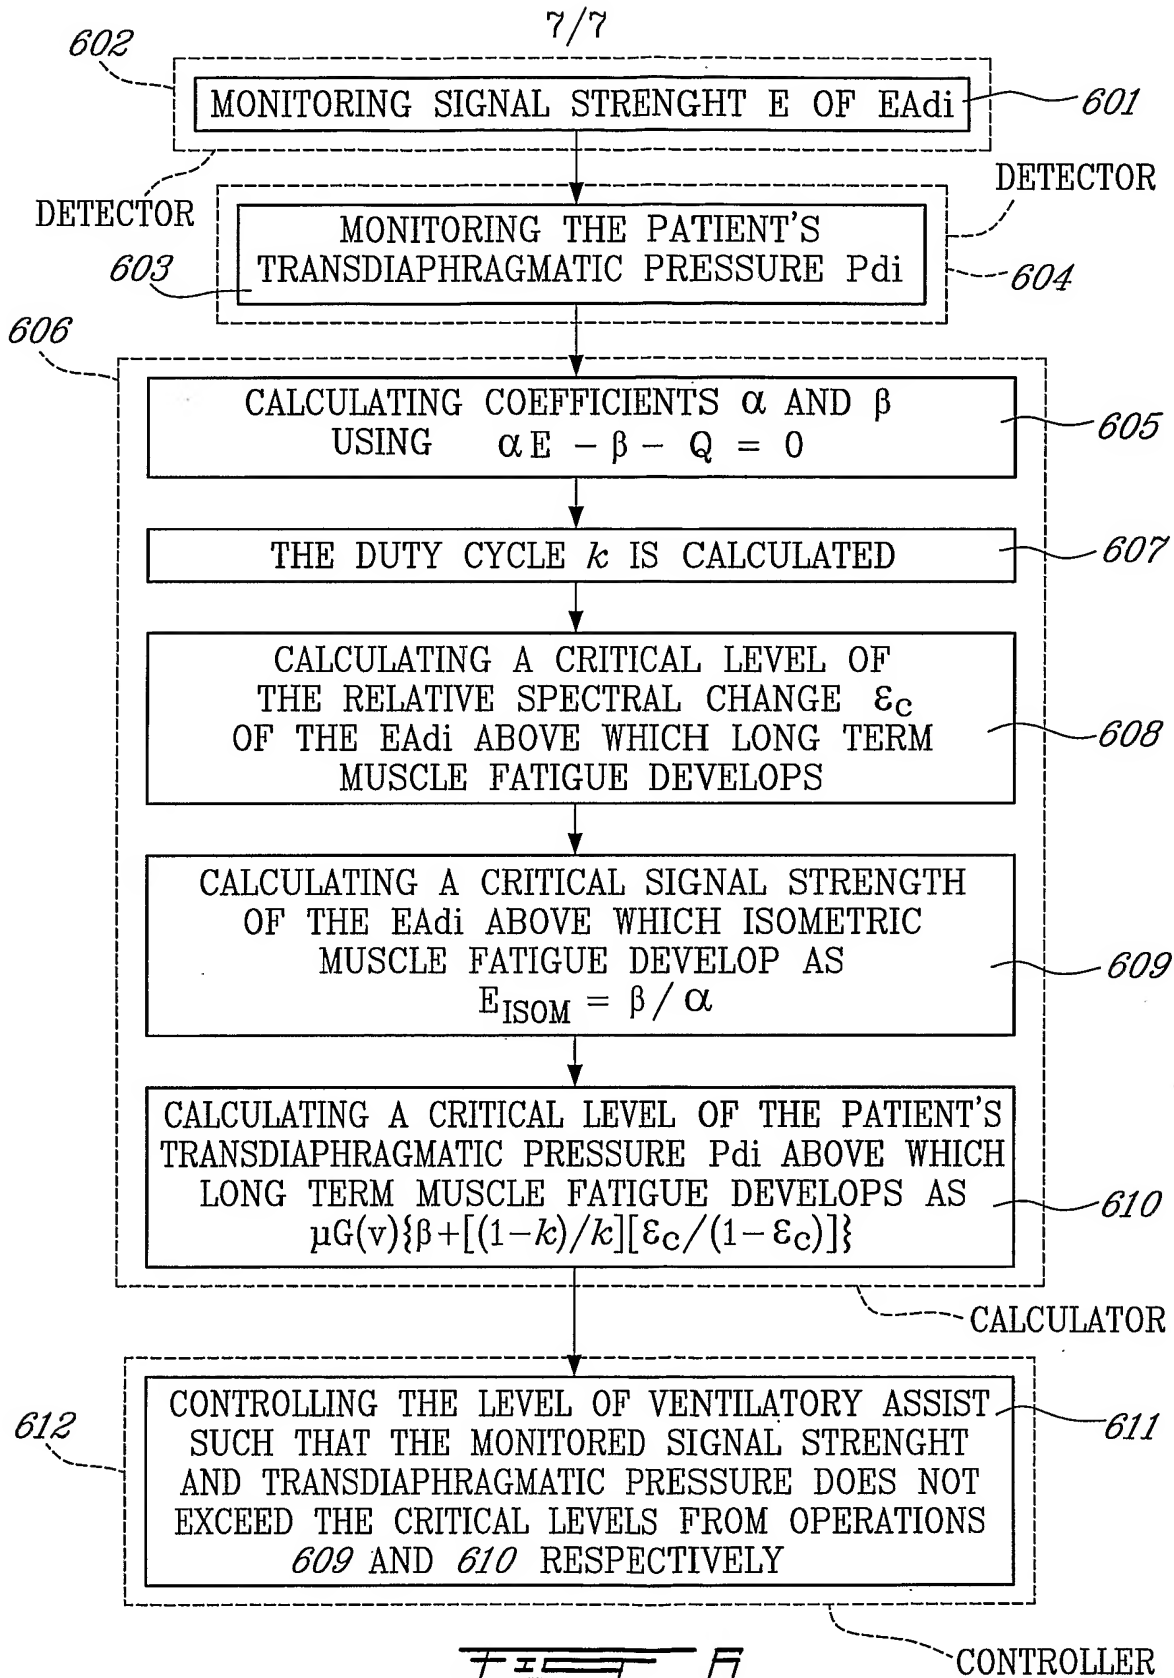 7/7
602
MONITORING SIGNAL STRENGHT E OF EAdi
601
DETECTOR
DETECTOR
MONITORING THE PATIENT'S
TRANSDIAPHRAGMATIC PRESSURE Pdi
603
604
606
CALCULATING COEFFICIENTS α AND β
USING αE - β - Q = 0
605
THE DUTY CYCLE k IS CALCULATED
607
CALCULATING A CRITICAL LEVEL OF
THE RELATIVE SPECTRAL CHANGE εC
OF THE EAdi ABOVE WHICH LONG TERM
MUSCLE FATIGUE DEVELOPS
608
CALCULATING A CRITICAL SIGNAL STRENGTH
OF THE EAdi ABOVE WHICH ISOMETRIC
MUSCLE FATIGUE DEVELOP AS
EISOM = β/α
609
CALCULATING A CRITICAL LEVEL OF THE PATIENT'S
TRANSDIAPHRAGMATIC PRESSURE Pdi ABOVE WHICH
LONG TERM MUSCLE FATIGUE DEVELOPS AS
μG(v){β+[(1-k)/k][εC/(1-εC)]}
610
CALCULATOR
CONTROLLING THE LEVEL OF VENTILATORY ASSIST
SUCH THAT THE MONITORED SIGNAL STRENGHT
AND TRANSDIAPHRAGMATIC PRESSURE DOES NOT
EXCEED THE CRITICAL LEVELS FROM OPERATIONS
609 AND 610 RESPECTIVELY
611
612
CONTROLLER